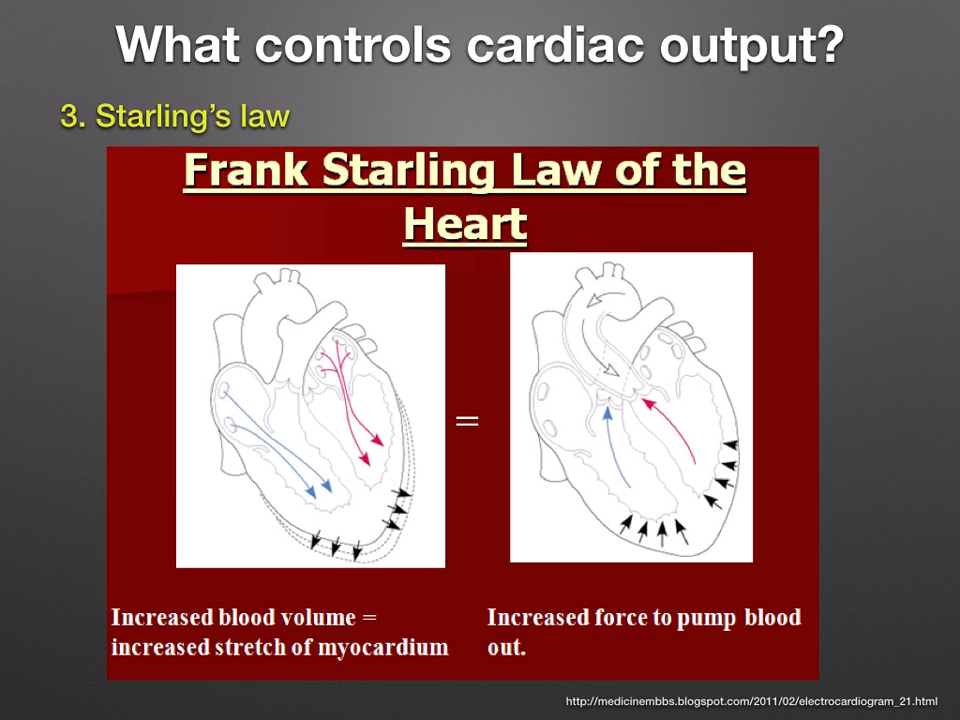 What controls cardiac output?
3. Starling’s law
Frank Starling Law of the
Heart
=
Increased blood volume =
increased stretch of myocardium
Increased force to pump blood
out.
http://medicinembbs.blogspot.com/2011/02/electrocardiogram_21.html